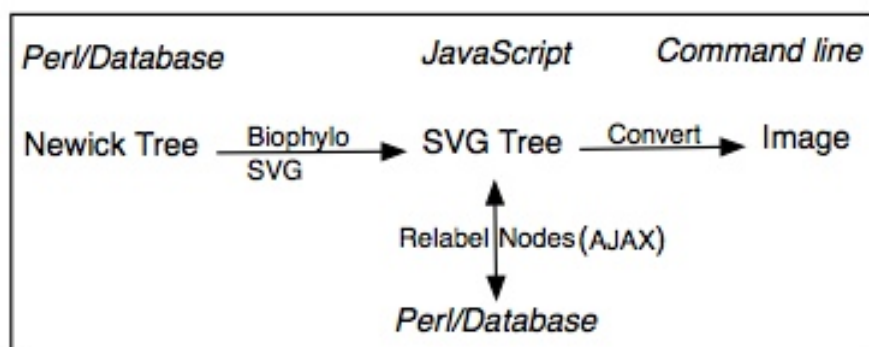 Perl/Database JavaScript Command line
Newick Tree Biophylo SVG Tree Convert Image
SVG
Relabel Nodes (AJAX)
Perl/Database